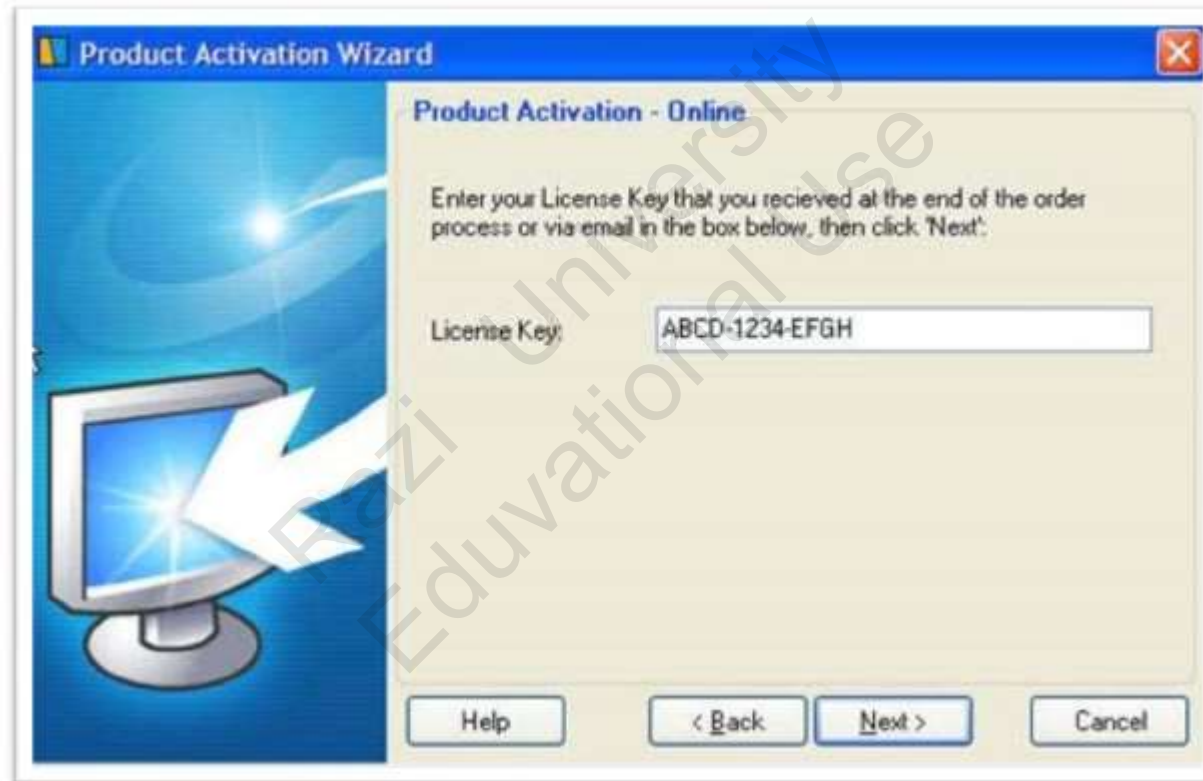 Product Activation Wizard
Product Activation - Online
Enter your License Key that you recieved at the end of the order
process or via email in the box below, then click 'Next':
License Key:
ABCD-1234-EFGH
Help
< Back
Next >
Cancel
Razi University
Eduvational Use